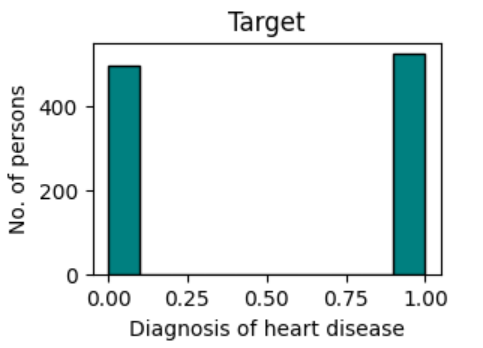 Target
No. of persons
400
200
0
0.00 0.25 0.50 0.75 1.00
Diagnosis of heart disease